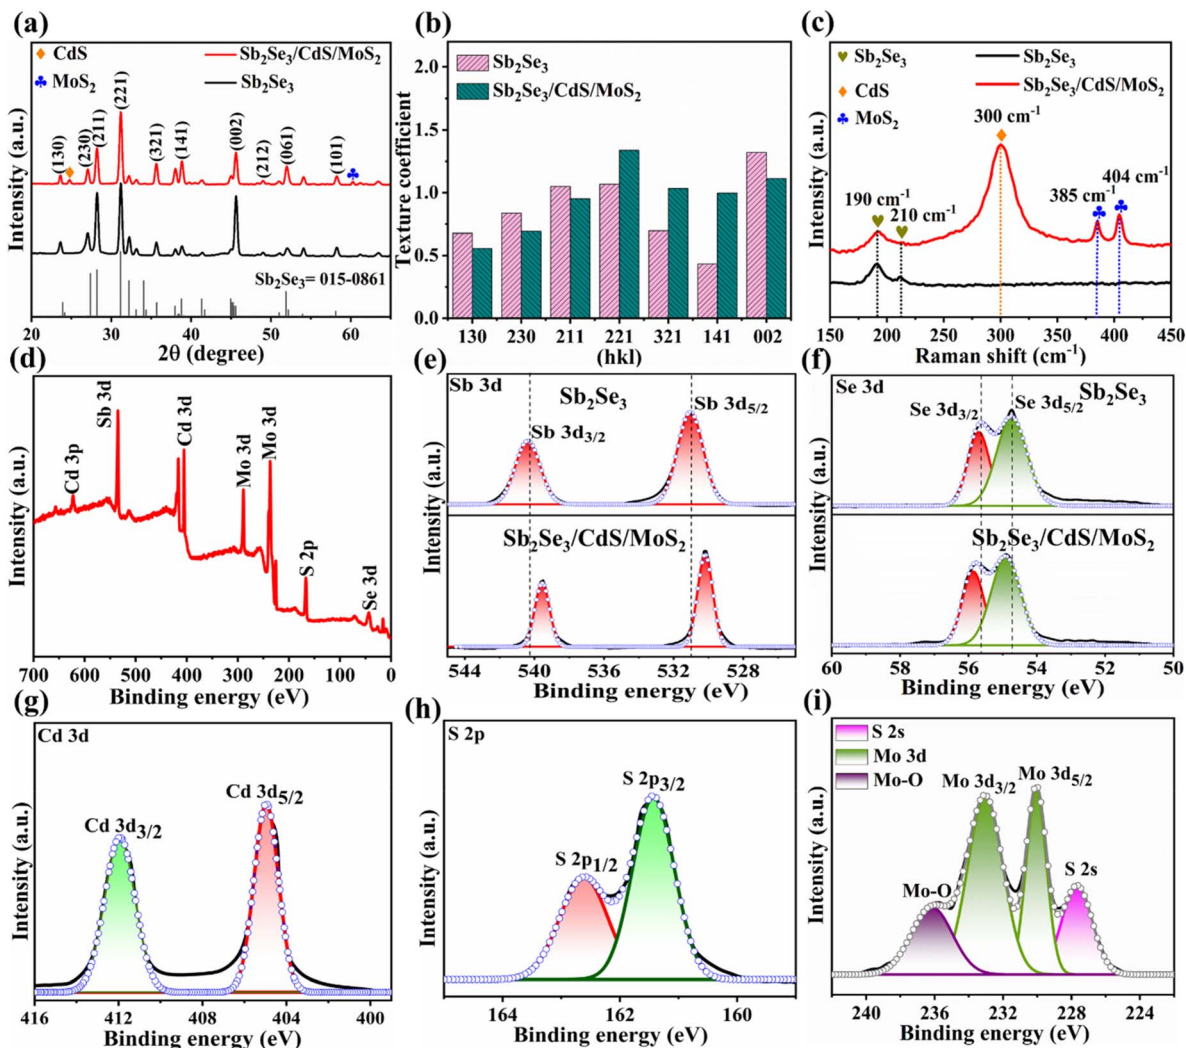 (a)
CdS
MoS₂
Sb₂Se₃/CdS/MoS₂
Sb₂Se₃
(130)
(230)
(211)
(221)
(321)
(141)
(002)
(212)
(061)
(101)
Sb₂Se₃= 015-0861
Intensity (a.u.)
20 30 40 50 60
2θ (degree)
(b)
Sb₂Se₃
Sb₂Se₃/CdS/MoS₂
Texture coefficient
2.0
1.5
1.0
0.5
0.0
130 230 211 221 321 141 002
(hkl)
(c)
Sb₂Se₃
CdS
MoS₂
Sb₂Se₃
Sb₂Se₃/CdS/MoS₂
300 cm⁻¹
190 cm⁻¹
210 cm⁻¹
385 cm⁻¹
404 cm⁻¹
Intensity (a.u.)
150 200 250 300 350 400 450
Raman shift (cm⁻¹)
(d)
Cd 3p
Sb 3d
Cd 3d
Mo 3d
Mo 3d
S 2p
Se 3d
Intensity (a.u.)
700 600 500 400 300 200 100 0
Binding energy (eV)
(e)
Sb 3d
Sb₂Se₃
Sb 3d₃/₂
Sb 3d₅/₂
Sb₂Se₃/CdS/MoS₂
Intensity (a.u.)
544 540 536 532 528
Binding energy (eV)
(f)
Se 3d
Se 3d₃/₂
Se 3d₅/₂
Sb₂Se₃
Sb₂Se₃/CdS/MoS₂
Intensity (a.u.)
60 58 56 54 52 50
Binding energy (eV)
(g)
Cd 3d
Cd 3d₃/₂
Cd 3d₅/₂
Intensity (a.u.)
416 412 408 404 400
Binding energy (eV)
(h)
S 2p
S 2p₁/₂
S 2p₃/₂
Intensity (a.u.)
164 162 160
Binding energy (eV)
(i)
S 2s
Mo 3d
Mo-O
Mo-O
Mo 3d₃/₂
Mo 3d₅/₂
S 2s
Intensity (a.u.)
240 236 232 228 224
Binding energy (eV)